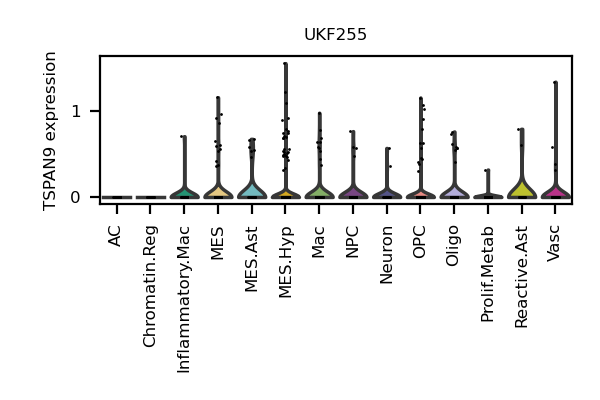 UKF255
TSPAN9 expression
1
0
AC
Chromatin.Reg
Inflammatory.Mac
MES
MES.Ast
MES.Hyp
Mac
NPC
Neuron
OPC
Oligo
Prolif.Metab
Reactive.Ast
Vasc